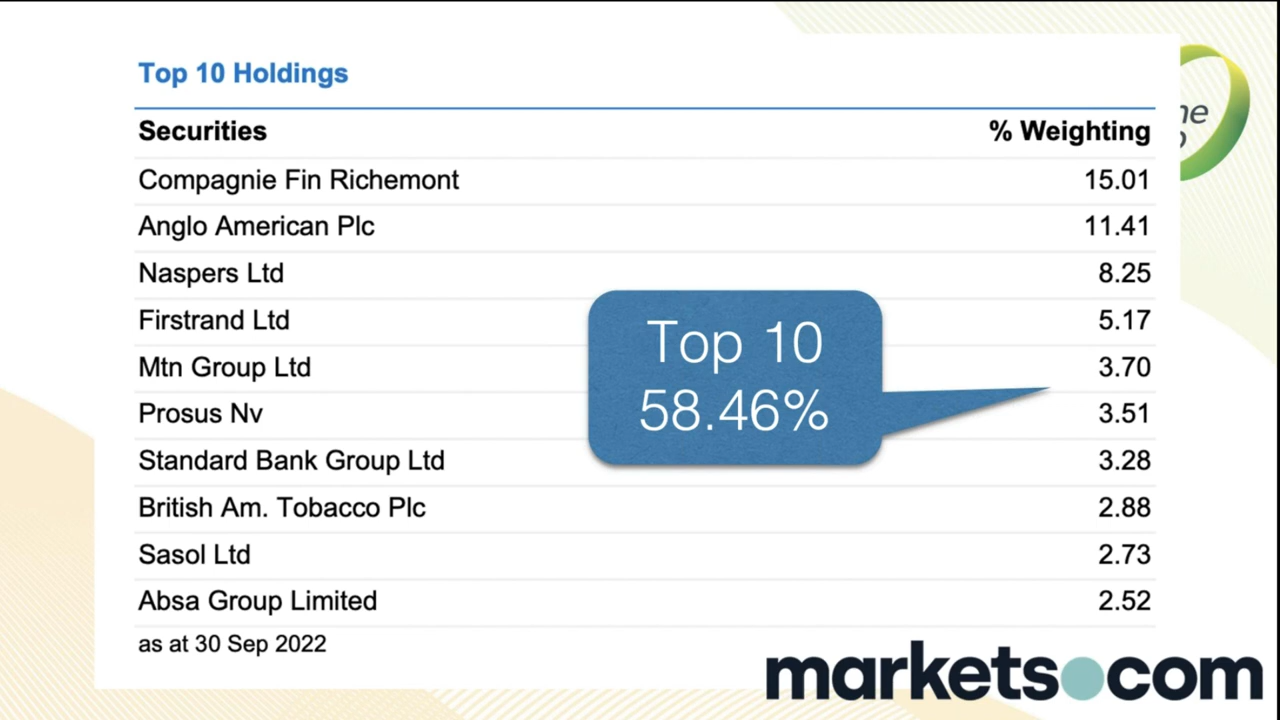 Top 10 Holdings
Securities % Weighting
Compagnie Fin Richemont 15.01
Anglo American Plc 11.41
Naspers Ltd 8.25
Firstrand Ltd 5.17
Mtn Group Ltd 3.70
Prosus Nv 3.51
Standard Bank Group Ltd 3.28
British Am. Tobacco Plc 2.88
Sasol Ltd 2.73
Absa Group Limited 2.52
as at 30 Sep 2022
Top 10
58.46%
markets.com